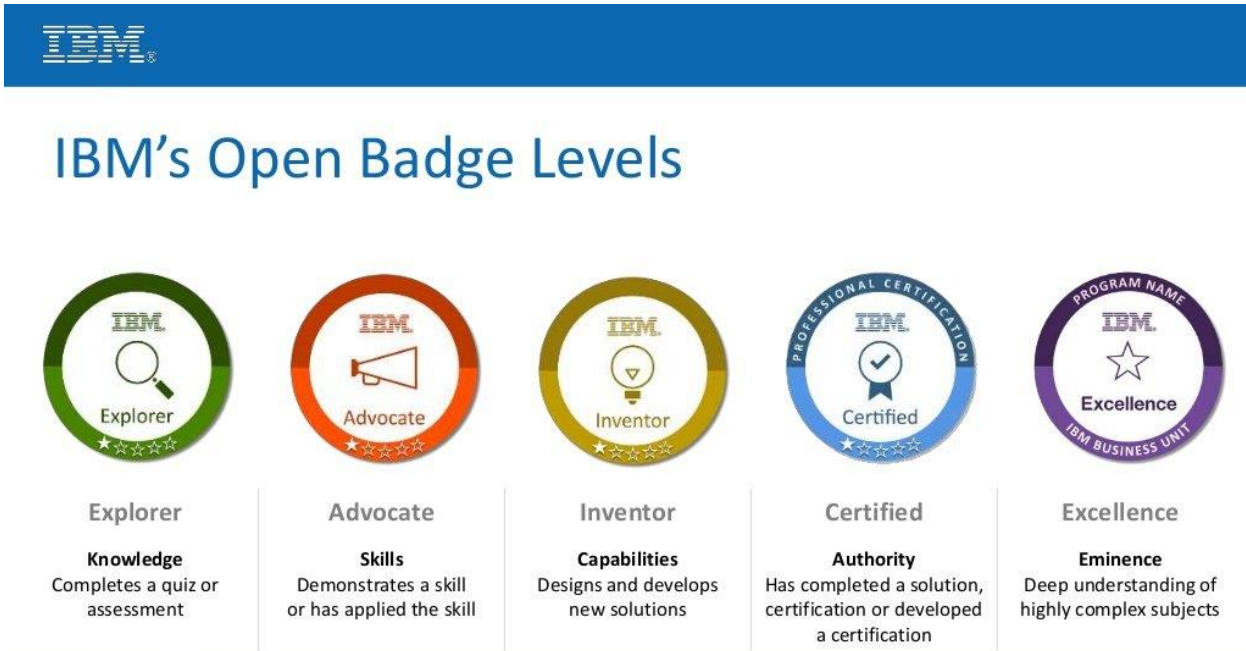 IBM®
IBM's Open Badge Levels
IBM.
Explorer
IBM.
Advocate
IBM.
Inventor
PROFESSIONAL CERTIFICATION
IBM.
Certified
PROGRAM NAME
IBM.
Excellence
IBM BUSINESS UNIT
Explorer
Knowledge
Completes a quiz or
assessment
Advocate
Skills
Demonstrates a skill
or has applied the skill
Inventor
Capabilities
Designs and develops
new solutions
Certified
Authority
Has completed a solution,
certification or developed
a certification
Excellence
Eminence
Deep understanding of
highly complex subjects